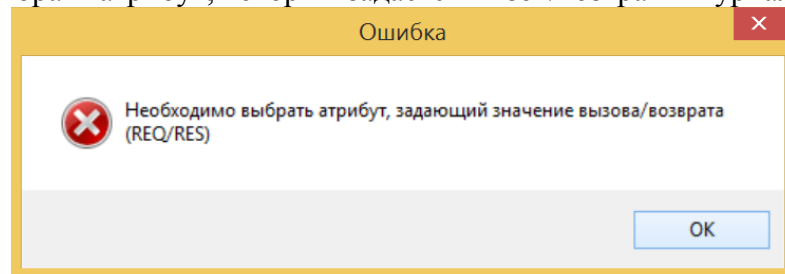 Ошибка
Необходимо выбрать атрибут, задающий значение вызова/возврата
(REQ/RES)
OK